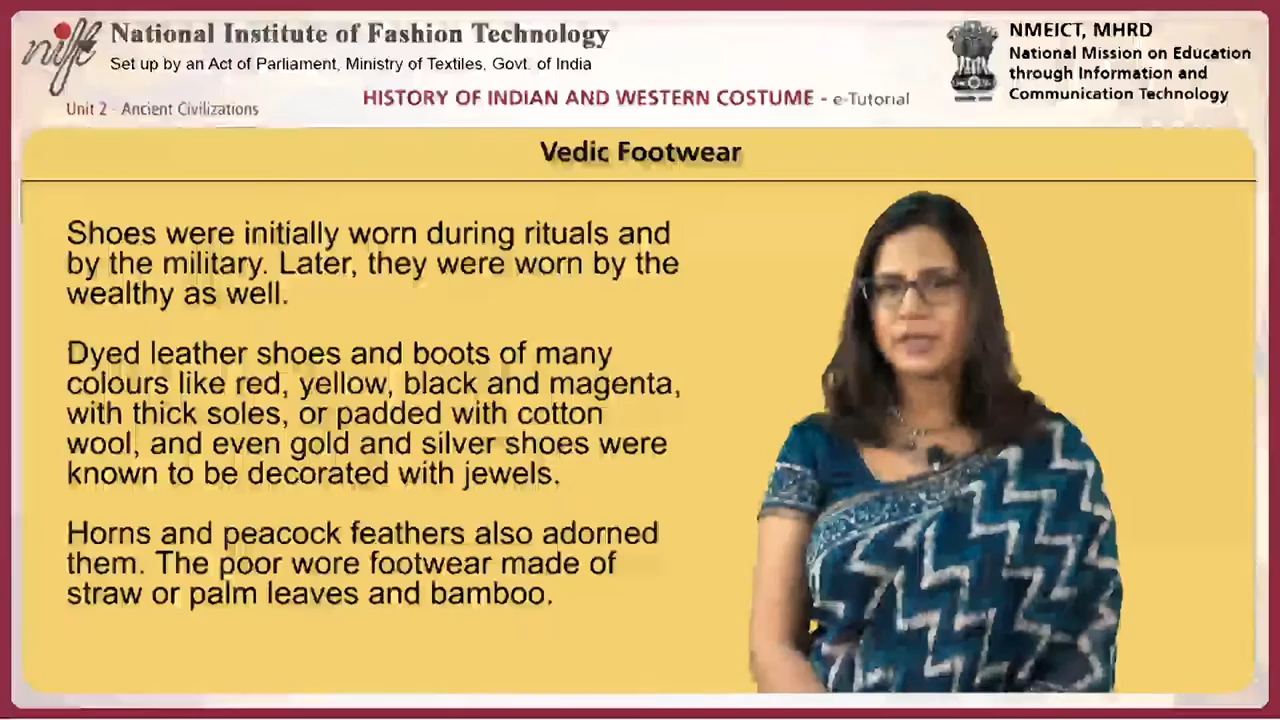 nift
National Institute of Fashion Technology
Set up by an Act of Parliament, Ministry of Textiles, Govt. of India
NMEICT, MHRD
National Mission on Education
through Information and
Communication Technology
Unit 2 - Ancient Civilizations
HISTORY OF INDIAN AND WESTERN COSTUME - e-Tutorial
Vedic Footwear
Shoes were initially worn during rituals and
by the military. Later, they were worn by the
wealthy as well.
Dyed leather shoes and boots of many
colours like red, yellow, black and magenta,
with thick soles, or padded with cotton
wool, and even gold and silver shoes were
known to be decorated with jewels.
Horns and peacock feathers also adorned
them. The poor wore footwear made of
straw or palm leaves and bamboo.